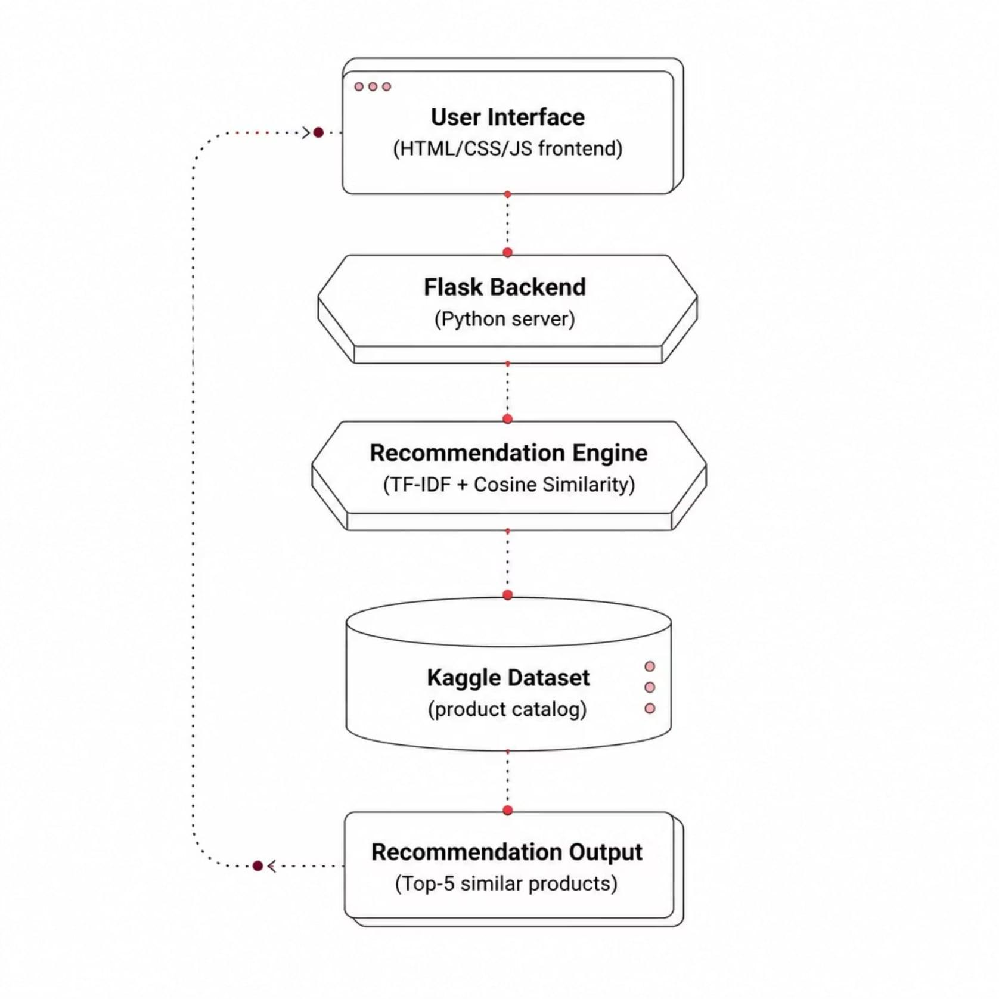 User Interface
(HTML/CSS/JS frontend)
Flask Backend
(Python server)
Recommendation Engine
(TF-IDF + Cosine Similarity)
Kaggle Dataset
(product catalog)
Recommendation Output
(Top-5 similar products)